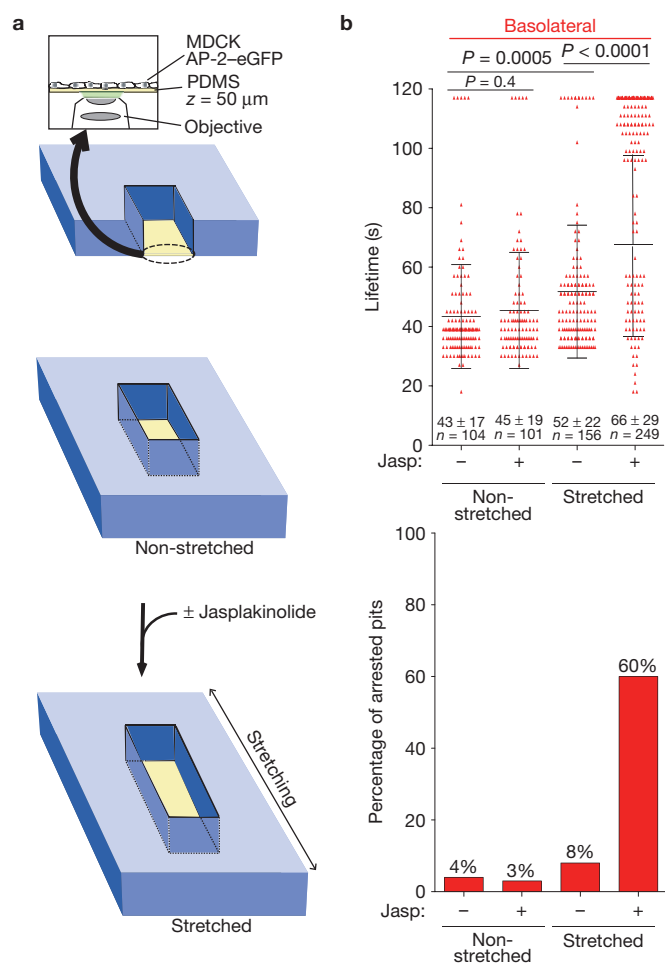 a
MDCK
AP-2–eGFP
PDMS
z = 50 μm
Objective
Non-stretched
± Jasplakinolide
Stretching
Stretched
b
Basolateral
P < 0.0001
P = 0.0005
P = 0.4
120
100
80
60
40
20
0
Lifetime (s)
43 ± 17
n = 104
45 ± 19
n = 101
52 ± 22
n = 156
66 ± 29
n = 249
Jasp: – + – +
Non-
stretched
Stretched
100
80
60
40
20
0
Percentage of arrested pits
4%
3%
8%
60%
Jasp: – + – +
Non-
stretched
Stretched